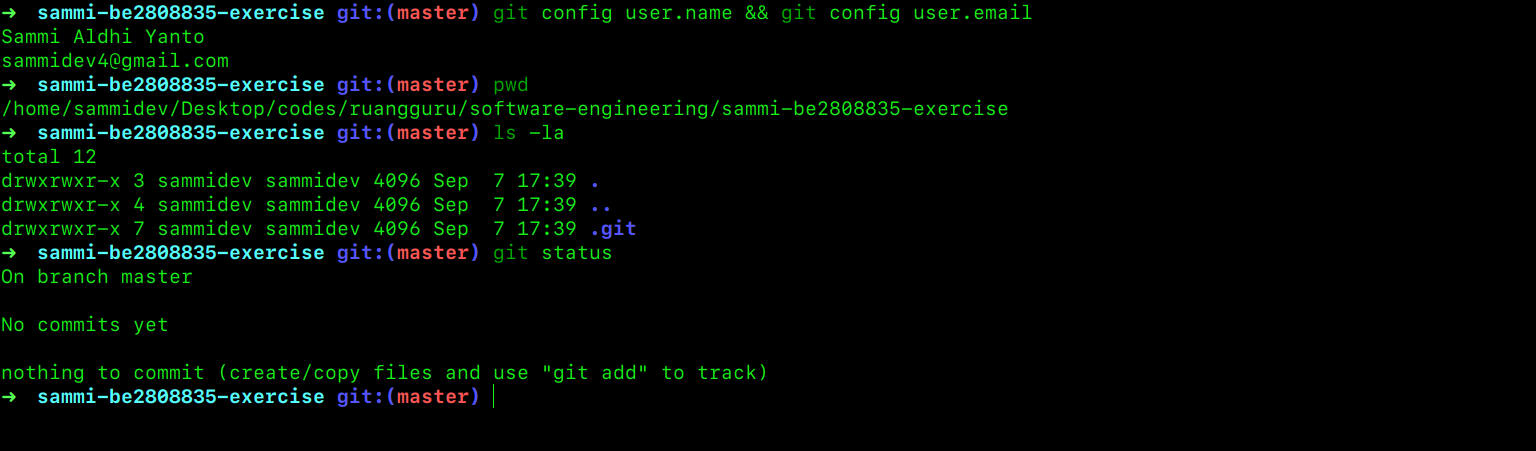 ➜  sammi-be2808835-exercise git:(master) git config user.name && git config user.email
Sammi Aldhi Yanto
sammidev4@gmail.com
➜  sammi-be2808835-exercise git:(master) pwd
/home/sammidev/Desktop/codes/ruangguru/software-engineering/sammi-be2808835-exercise
➜  sammi-be2808835-exercise git:(master) ls -la
total 12
drwxrwxr-x 3 sammidev sammidev 4096 Sep  7 17:39 .
drwxrwxr-x 4 sammidev sammidev 4096 Sep  7 17:39 ..
drwxrwxr-x 7 sammidev sammidev 4096 Sep  7 17:39 .git
➜  sammi-be2808835-exercise git:(master) git status
On branch master

No commits yet

nothing to commit (create/copy files and use "git add" to track)
➜  sammi-be2808835-exercise git:(master)